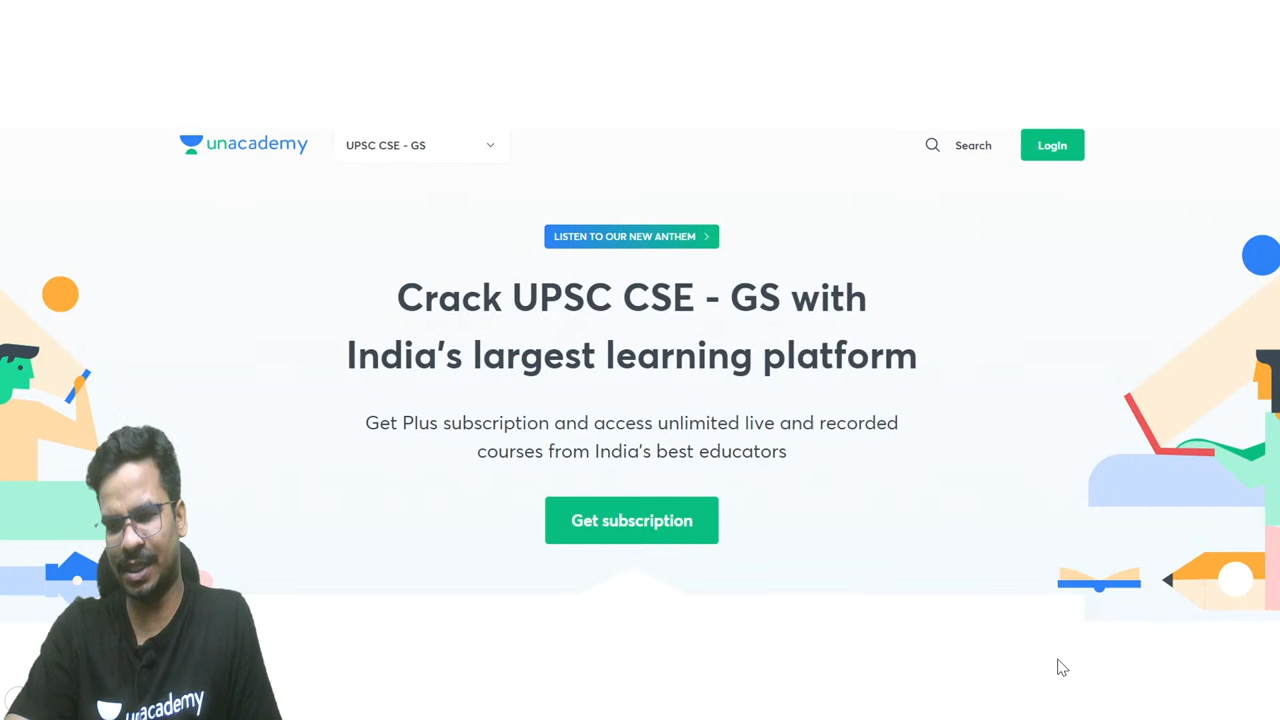 unacademy
UPSC CSE - GS
Search
Login
LISTEN TO OUR NEW ANTHEM
Crack UPSC CSE - GS with
India's largest learning platform
Get Plus subscription and access unlimited live and recorded
courses from India's best educators
Get subscription
unacademy